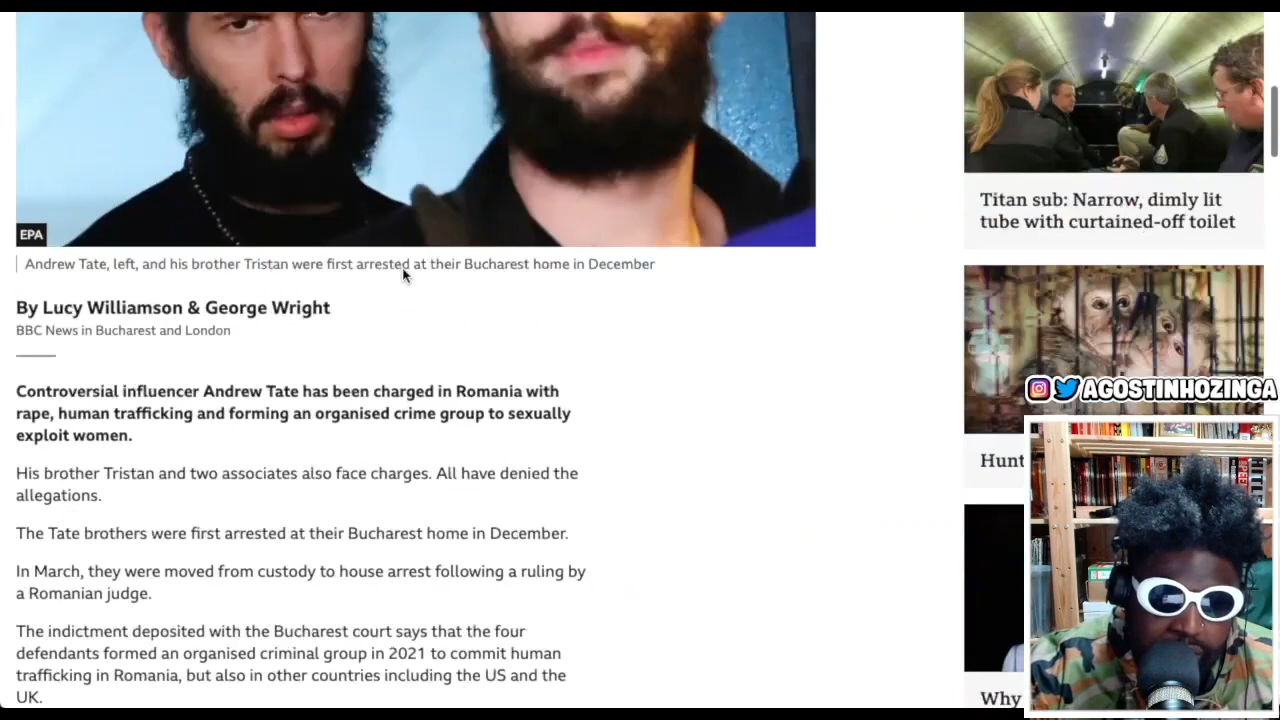 EPA
Andrew Tate, left, and his brother Tristan were first arrested at their Bucharest home in December
By Lucy Williamson & George Wright
BBC News in Bucharest and London
Controversial influencer Andrew Tate has been charged in Romania with
rape, human trafficking and forming an organised crime group to sexually
exploit women.
His brother Tristan and two associates also face charges. All have denied the
allegations.
The Tate brothers were first arrested at their Bucharest home in December.
In March, they were moved from custody to house arrest following a ruling by
a Romanian judge.
The indictment deposited with the Bucharest court says that the four
defendants formed an organised criminal group in 2021 to commit human
trafficking in Romania, but also in other countries including the US and the
UK.
Titan sub: Narrow, dimly lit
tube with curtained-off toilet
AGOSTINHOZINGA
Hunt
Why